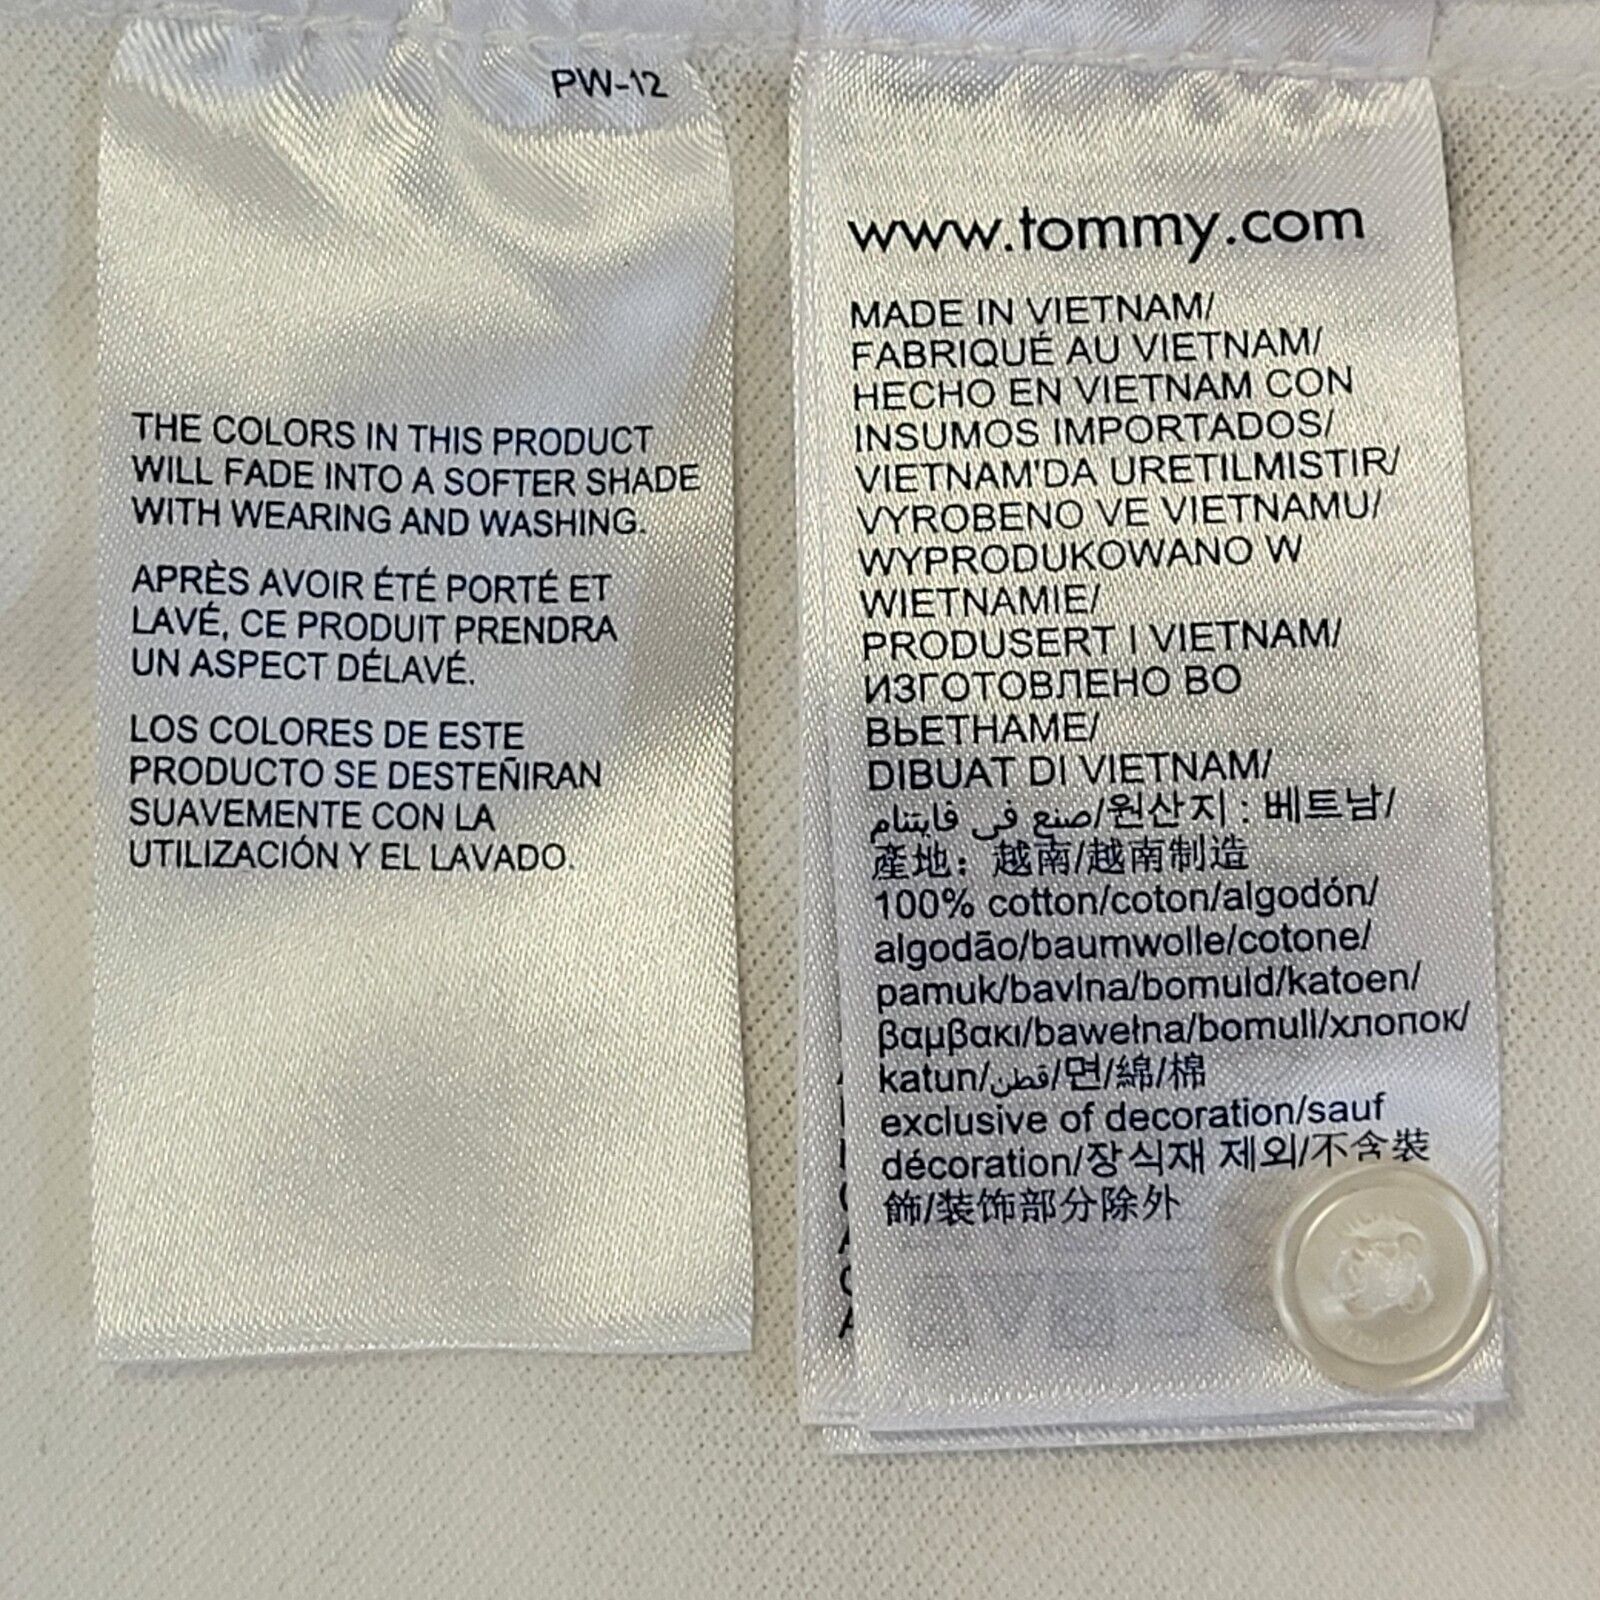 PW-12
THE COLORS IN THIS PRODUCT
WILL FADE INTO A SOFTER SHADE
WITH WEARING AND WASHING.
APRÈS AVOIR ÉTÉ PORTÉ ET
LAVÉ, CE PRODUIT PRENDRA
UN ASPECT DÉLAVÉ.
LOS COLORES DE ESTE
PRODUCTO SE DESTEÑIRAN
SUAVEMENTE CON LA
UTILIZACIÓN Y EL LAVADO.
www.tommy.com
MADE IN VIETNAM/
FABRIQUÉ AU VIETNAM/
HECHO EN VIETNAM CON
INSUMOS IMPORTADOS/
VIETNAM'DA URETILMISTIR/
VYROBENO VE VIETNAMU/
WYPRODUKOWANO W
WIETNAMIE/
PRODUSERT I VIETNAM/
ИЗГОТОВЛЕНО ВО
ВЬЕТНАМЕ/
DIBUAT DI VIETNAM/
صنع في فايتنام/원산지 : 베트남/
產地：越南/越南制造
100% cotton/coton/algodón/
algodão/baumwolle/cotone/
pamuk/bavlna/bomuld/katoen/
βαμβακι/bawełna/bomull/хлопок/
katun/قطن/면/綿/棉
exclusive of decoration/sauf
décoration/장식재 제외/不含裝
飾/装饰部分除外